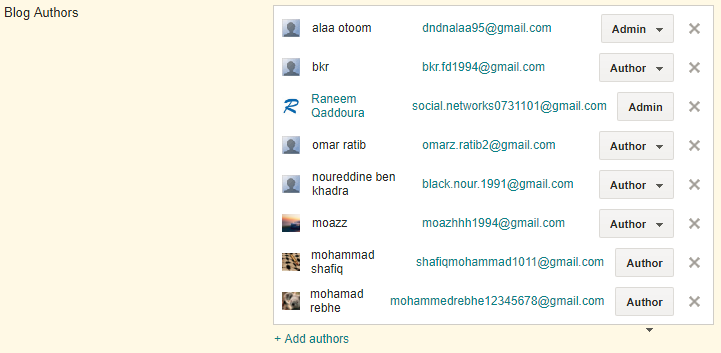 Blog Authors
alaa otoom dndnalaa95@gmail.com Admin
bkr bkr.fd1994@gmail.com Author
Raneem
Qaddoura social.networks0731101@gmail.com Admin
omar ratib omarz.ratib2@gmail.com Author
noureddine ben
khadra black.nour.1991@gmail.com Author
moazz moazhhh1994@gmail.com Author
mohammad
shafiq shafiqmohammad1011@gmail.com Author
mohamad
rebhe mohammedrebhe12345678@gmail.com Author
+ Add authors